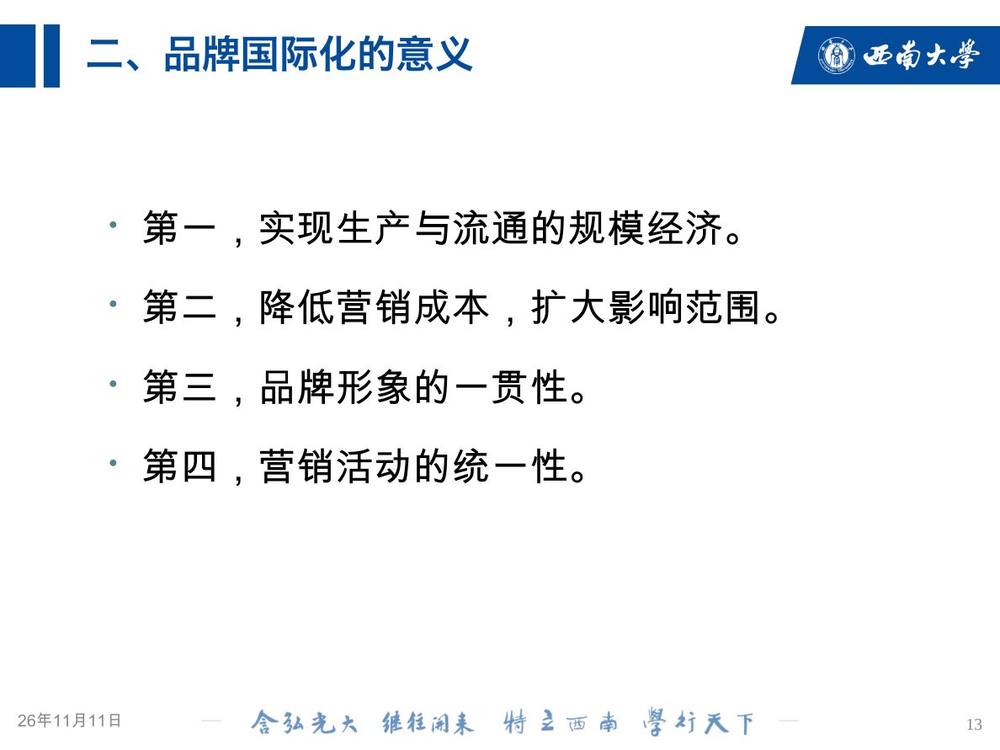 二、品牌国际化的意义
西南大学
• 第一，实现生产与流通的规模经济。
• 第二，降低营销成本，扩大影响范围。
• 第三，品牌形象的一贯性。
• 第四，营销活动的统一性。
26年11月11日
含弘光大 继往开来 特立西南 學行天下
13